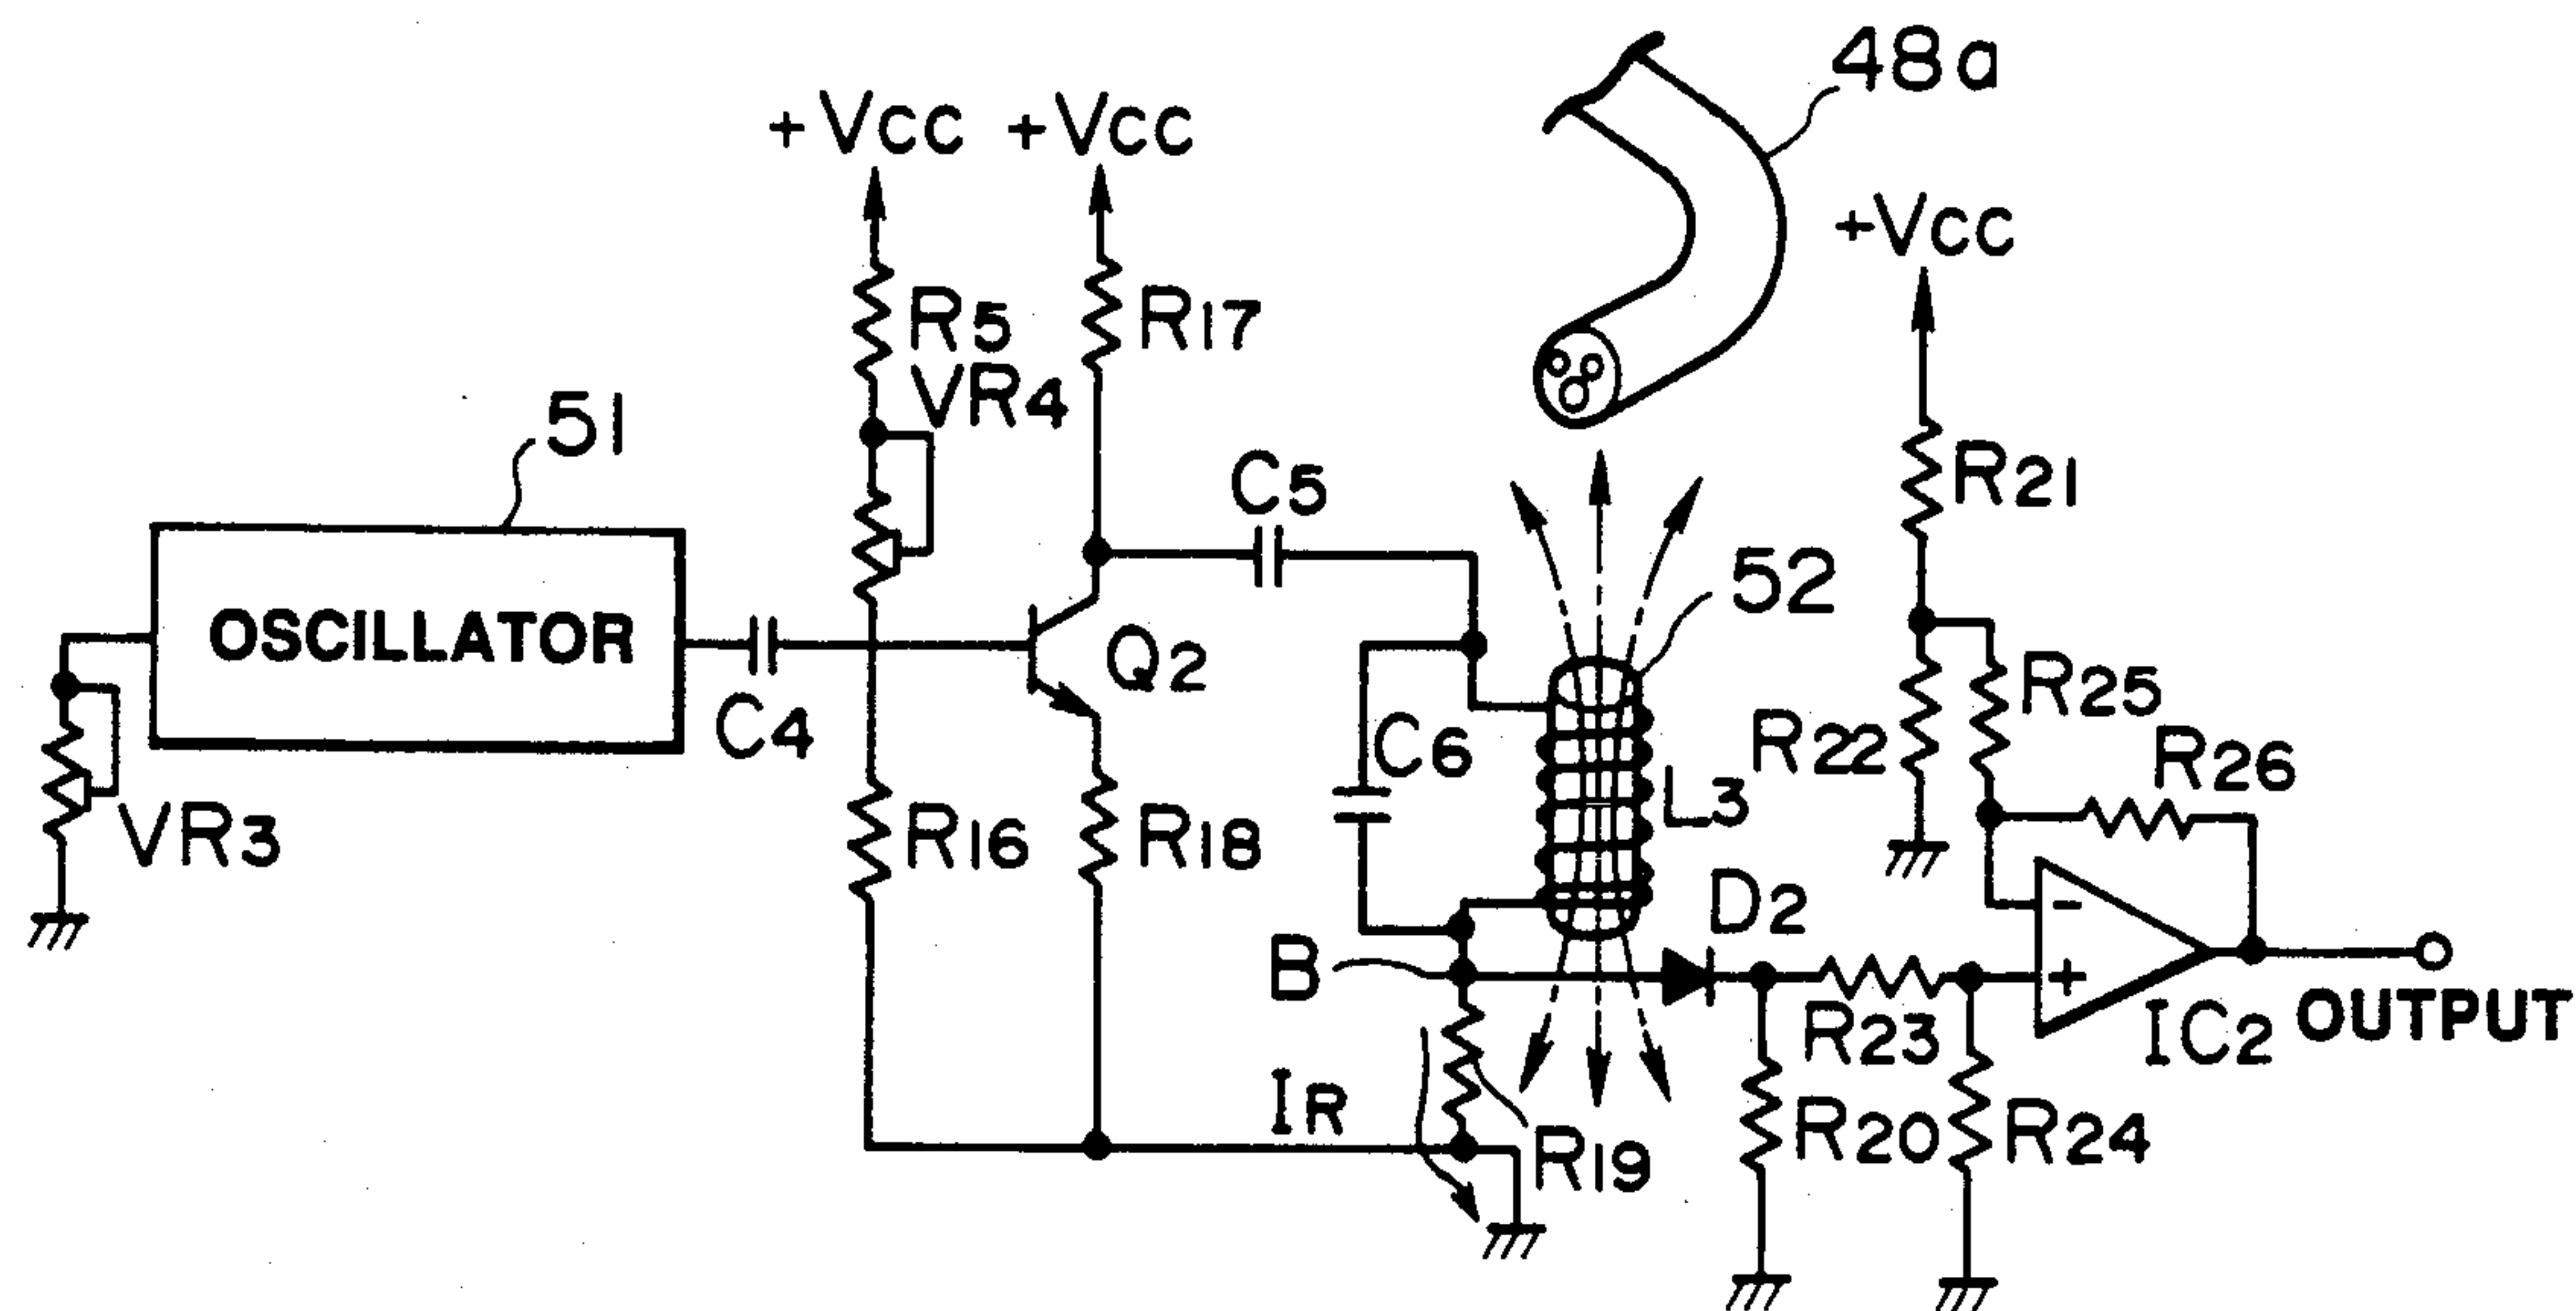 48a
+VCC
+VCC
+VCC
R5
R17
VR4
51
C5
R21
52
OSCILLATOR
Q2
C4
R25
C6
R22
R26
L3
VR3
R16
R18
D2
B
-
+
R23
IC2
OUTPUT
IR
R19
R20
R24